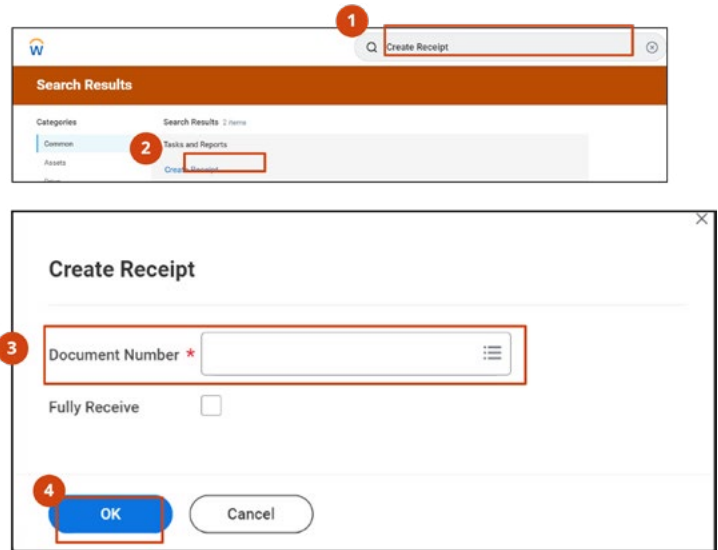 1
W
Create Receipt
Search Results
Categories
Search Results 2 items
Common
2
Tasks and Reports
Assets
Create Receipt
Create Receipt
3
Document Number *
Fully Receive
4
OK
Cancel